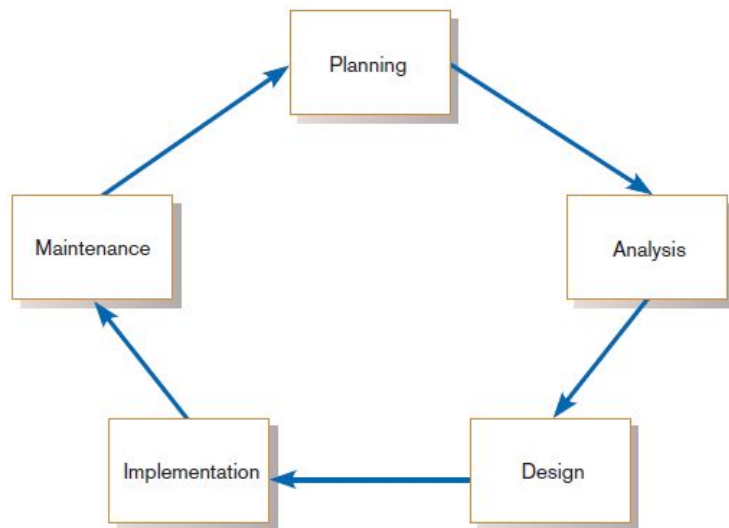 Planning
Analysis
Design
Implementation
Maintenance